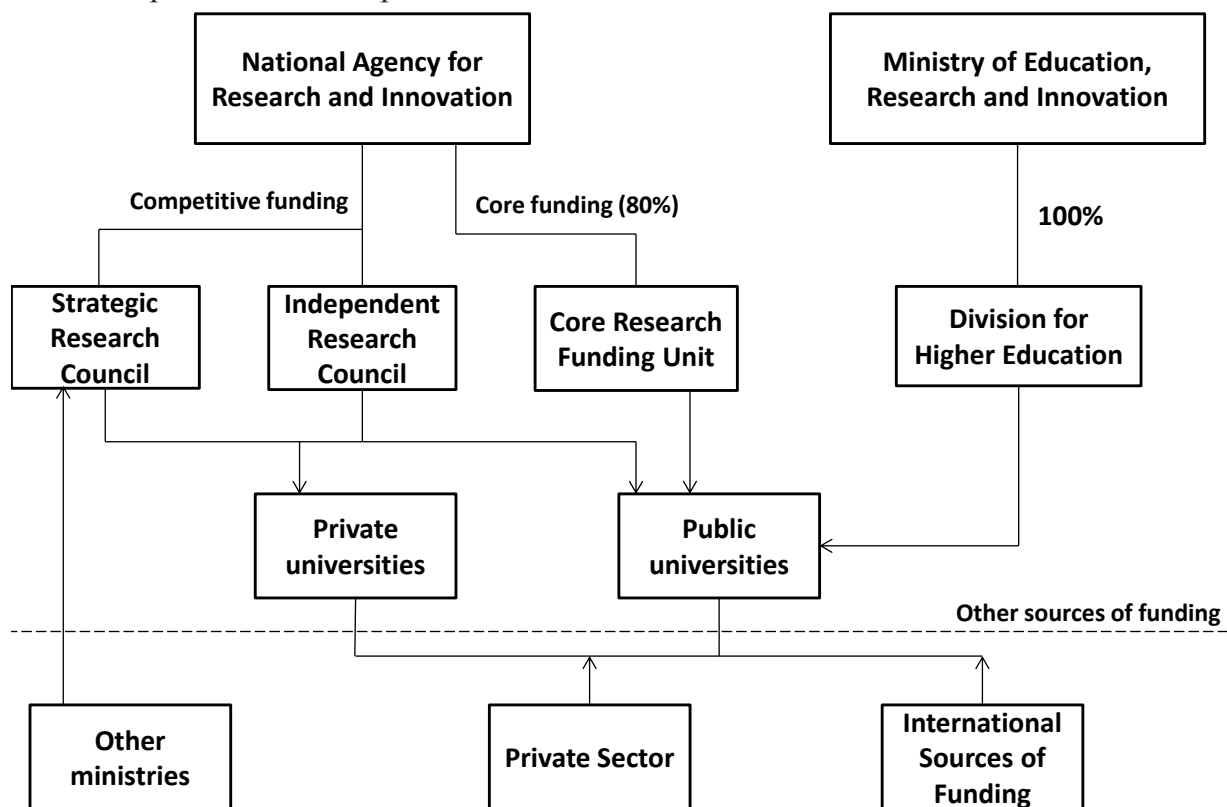 National Agency for
Research and Innovation
Ministry of Education,
Research and Innovation
Competitive funding
Core funding (80%)
100%
Strategic
Research
Council
Independent
Research
Council
Core Research
Funding Unit
Division for
Higher Education
Private
universities
Public
universities
Other sources of funding
Other
ministries
Private Sector
International
Sources of
Funding